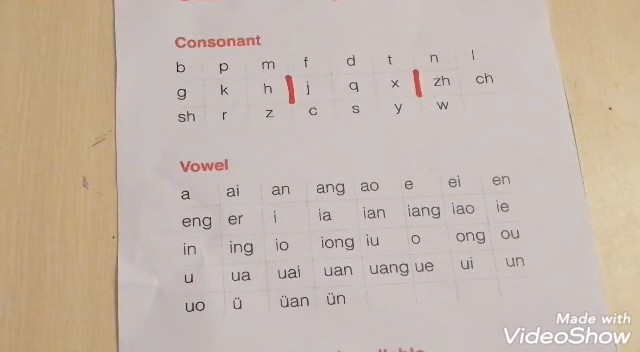 Consonant
b p m f d t n l
g k h j q x zh ch
sh r z c s y w
Vowel
a ai an ang ao e ei en
eng er i ia ian iang iao ie
in ing io iong iu o ong ou
u ua uai uan uang ue ui un
uo ü üan ün
Made with
VideoShow